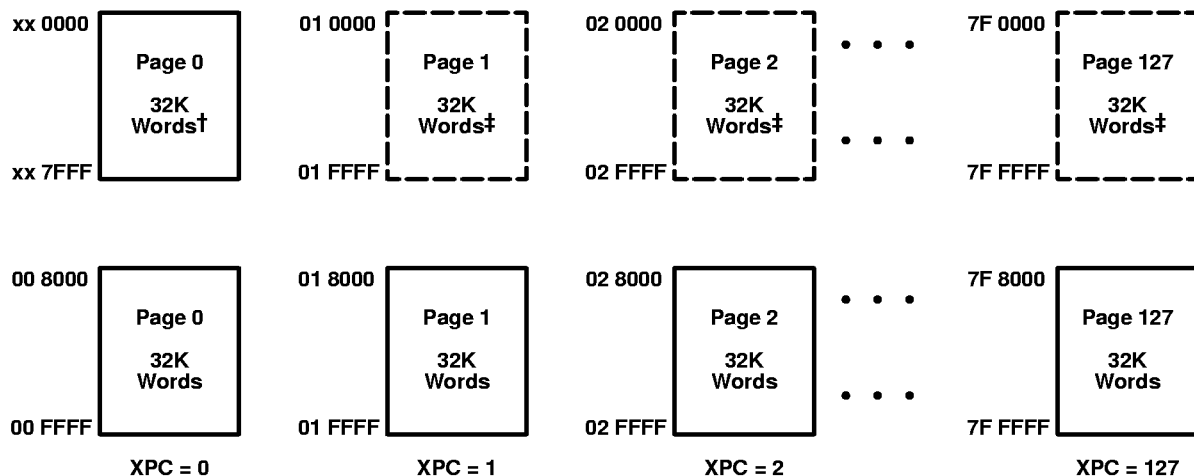 xx 0000
Page 0
32K
Words†
xx 7FFF
01 0000
Page 1
32K
Words‡
01 FFFF
02 0000
Page 2
32K
Words‡
02 FFFF
7F 0000
Page 127
32K
Words‡
7F FFFF
00 8000
Page 0
32K
Words
00 FFFF
XPC = 0
01 8000
Page 1
32K
Words
01 FFFF
XPC = 1
02 8000
Page 2
32K
Words
02 FFFF
XPC = 2
7F 8000
Page 127
32K
Words
7F FFFF
XPC = 127